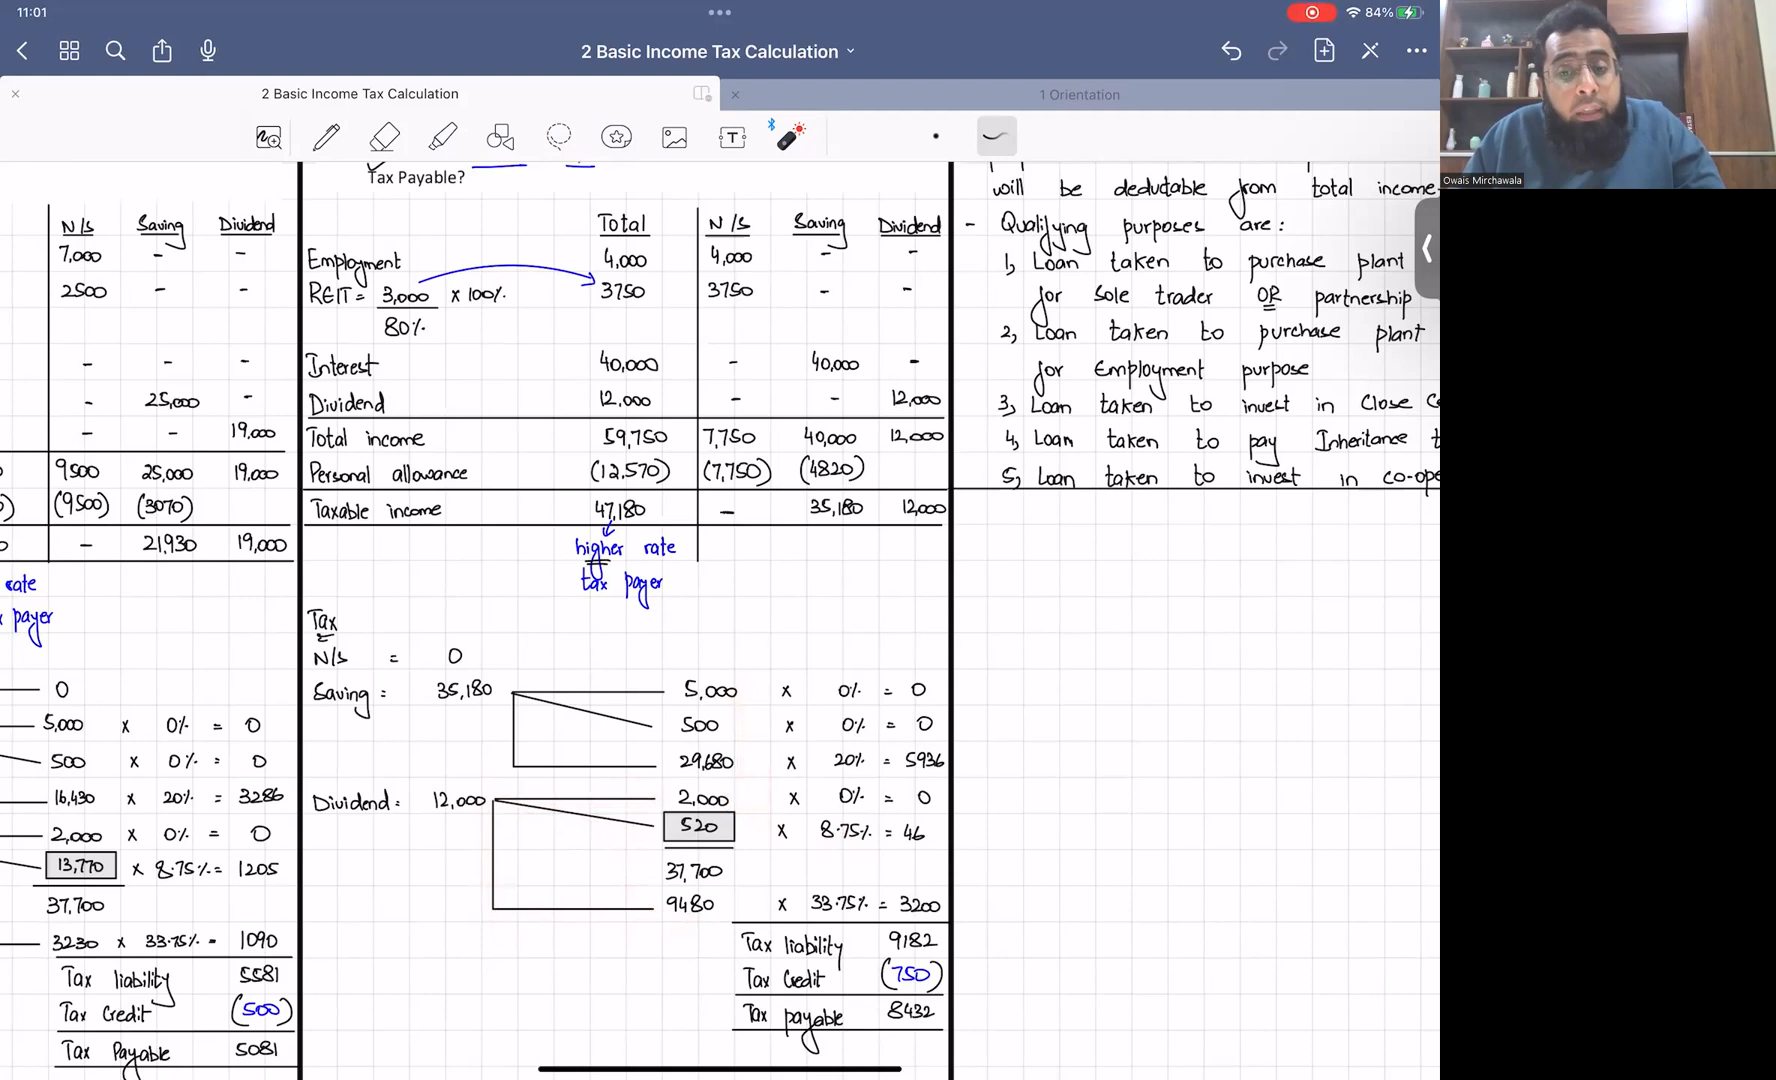 11:01
84%
2 Basic Income Tax Calculation
2 Basic Income Tax Calculation
1 Orientation
T
Owais Mirchawala
N/S Saving Dividend
7,000 - -
2500 - -
- - -
- 25,000 -
- - 19,000
9500 25,000 19,000
(9500) (3070)
- 21,930 19,000
rate
payer
0
5,000 x 0% = 0
500 x 0% = 0
16,430 x 20% = 3286
2,000 x 0% = 0
13,770 x 8.75% = 1205
37,700
3230 x 33.75% = 1090
Tax liability 5581
Tax Credit (500)
Tax Payable 5081
Tax Payable?
Total N/S Saving Dividend
Employment 4,000 4,000 - -
REIT = 3,000 x 100% 3750 3750 - -
80%
Interest 40,000 - 40,000 -
Dividend 12,000 - - 12,000
Total income 59,750 7,750 40,000 12,000
Personal allowance (12,570) (7,750) (4820)
Taxable income 47,180 - 35,180 12,000
higher rate
tax payer
Tax
N/S = 0
Saving = 35,180 5,000 x 0% = 0
500 x 0% = 0
29,680 x 20% = 5936
Dividend = 12,000 2,000 x 0% = 0
520 x 8.75% = 46
37,700
9480 x 33.75% = 3200
Tax liability 9182
Tax Credit (750)
Tax payable 8432
will be dedutable from total income
- Qualifying purposes are :
1, Loan taken to purchase plant
for sole trader OR partnership
2, Loan taken to purchase plant
for Employment purpose
3, Loan taken to invest in Close
4, Loan taken to pay Inheritance
5, Loan taken to invest in co-ope